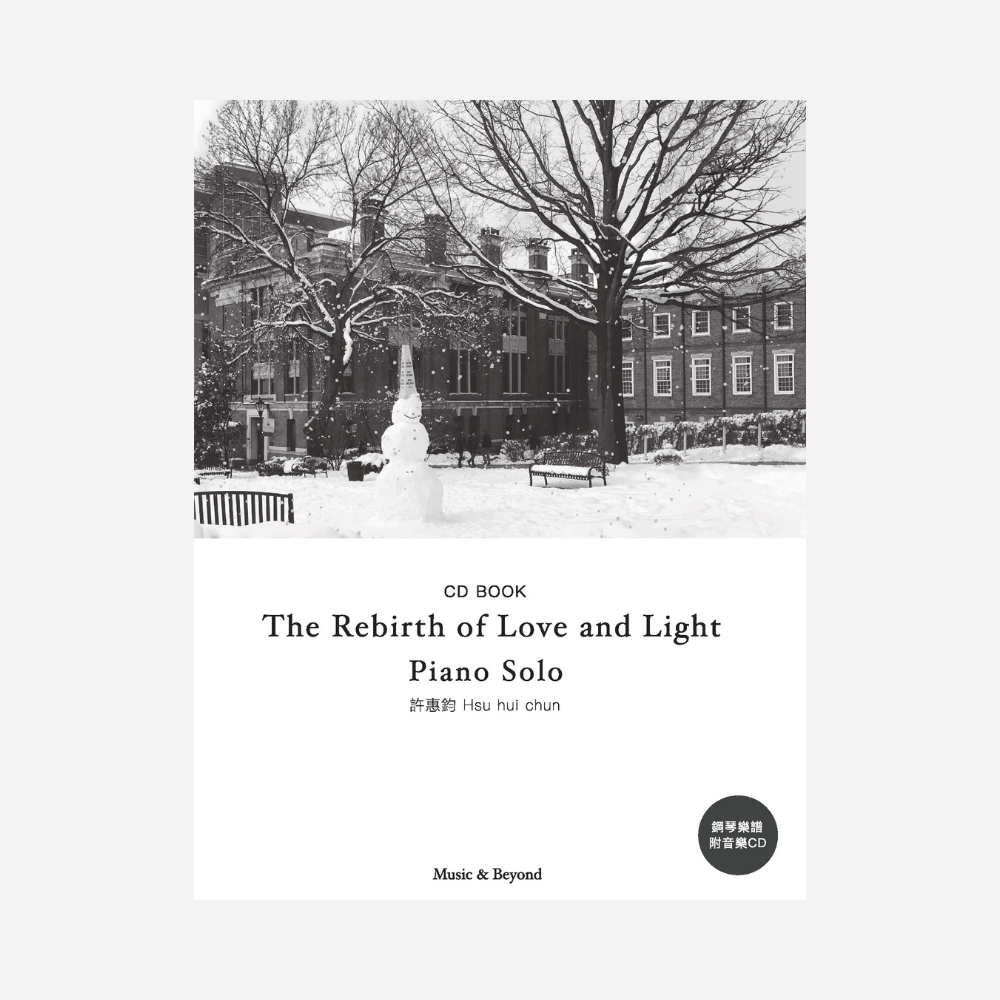 CD BOOK
The Rebirth of Love and Light
Piano Solo
許惠鈞 Hsu hui chun
鋼琴樂譜
附音樂CD
Music & Beyond